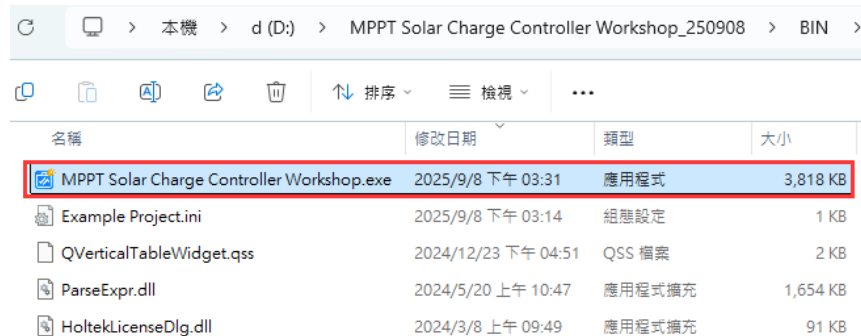 本機 > d (D:) > MPPT Solar Charge Controller Workshop_250908 > BIN >
排序 檢視 ...
名稱 修改日期 類型 大小
MPPT Solar Charge Controller Workshop.exe 2025/9/8 下午 03:31 應用程式 3,818 KB
Example Project.ini 2025/9/8 下午 03:14 組態設定 1 KB
QVerticalTableWidget.qss 2024/12/23 下午 04:51 QSS 檔案 2 KB
ParseExpr.dll 2024/5/20 上午 10:47 應用程式擴充 1,654 KB
HoltekLicenseDlg.dll 2024/3/8 上午 09:49 應用程式擴充 91 KB